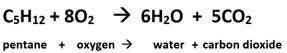 C₅H₁₂ + 8O₂ → 6H₂O + 5CO₂
pentane + oxygen → water + carbon dioxide